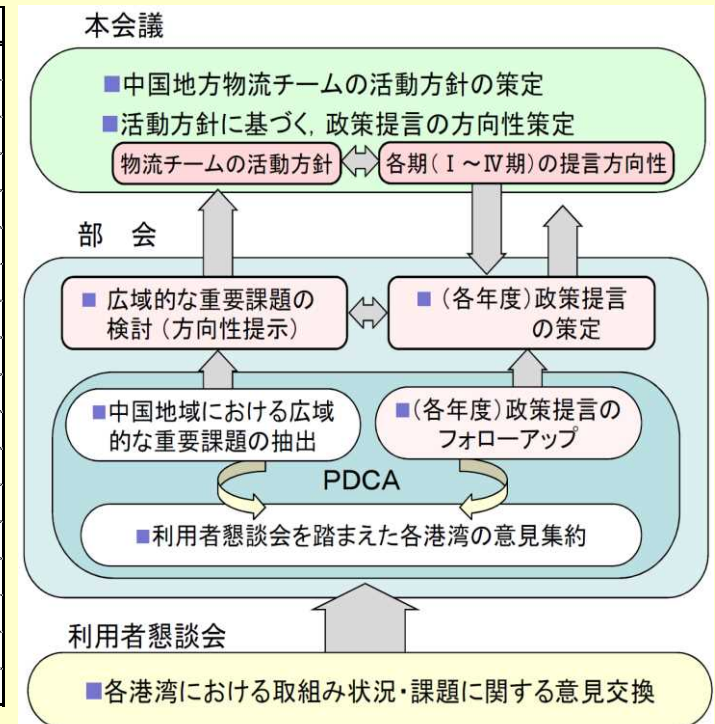 本会議
■中国地方物流チームの活動方針の策定
■活動方針に基づく，政策提言の方向性策定
物流チームの活動方針
各期(Ⅰ～Ⅳ期)の提言方向性
部　会
■ 広域的な重要課題の
検討（方向性提示）
■（各年度）政策提言
の策定
■中国地域における広域
的な重要課題の抽出
■（各年度）政策提言の
フォローアップ
PDCA
■利用者懇談会を踏まえた各港湾の意見集約
利用者懇談会
■各港湾における取組み状況・課題に関する意見交換